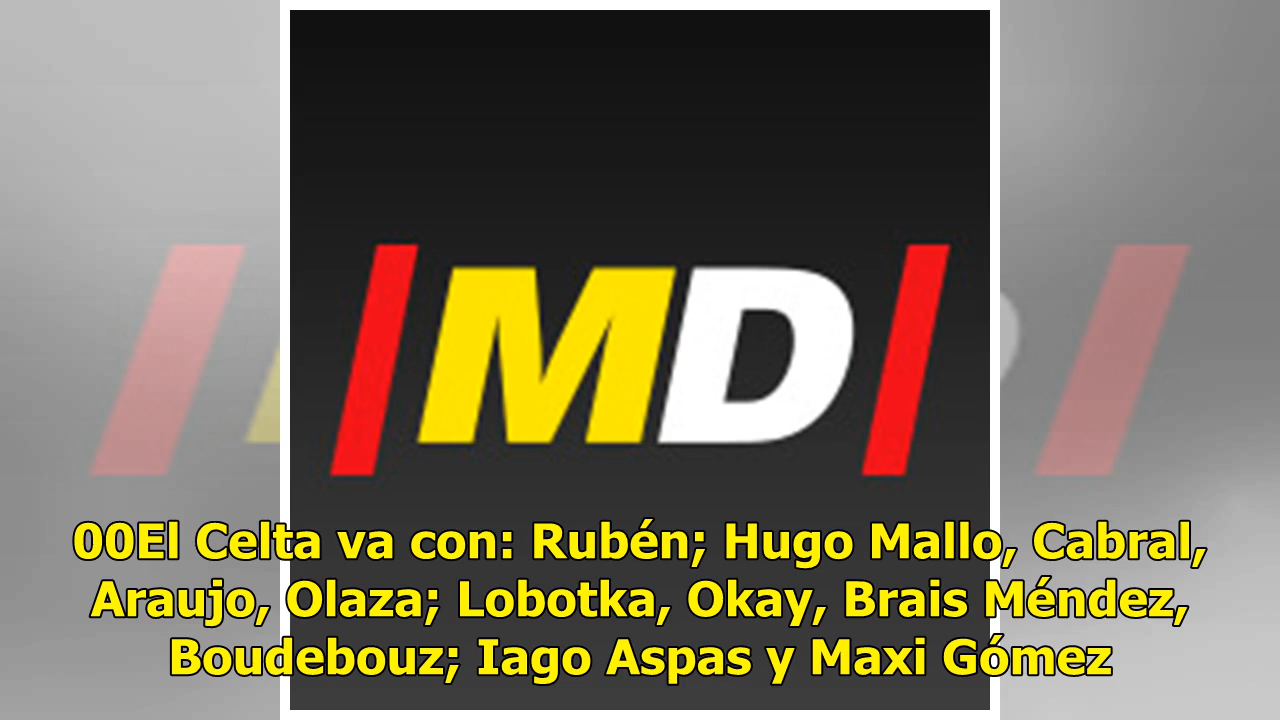 |MD|
00El Celta va con: Rubén; Hugo Mallo, Cabral,
Araujo, Olaza; Lobotka, Okay, Brais Méndez,
Boudebouz; Iago Aspas y Maxi Gómez